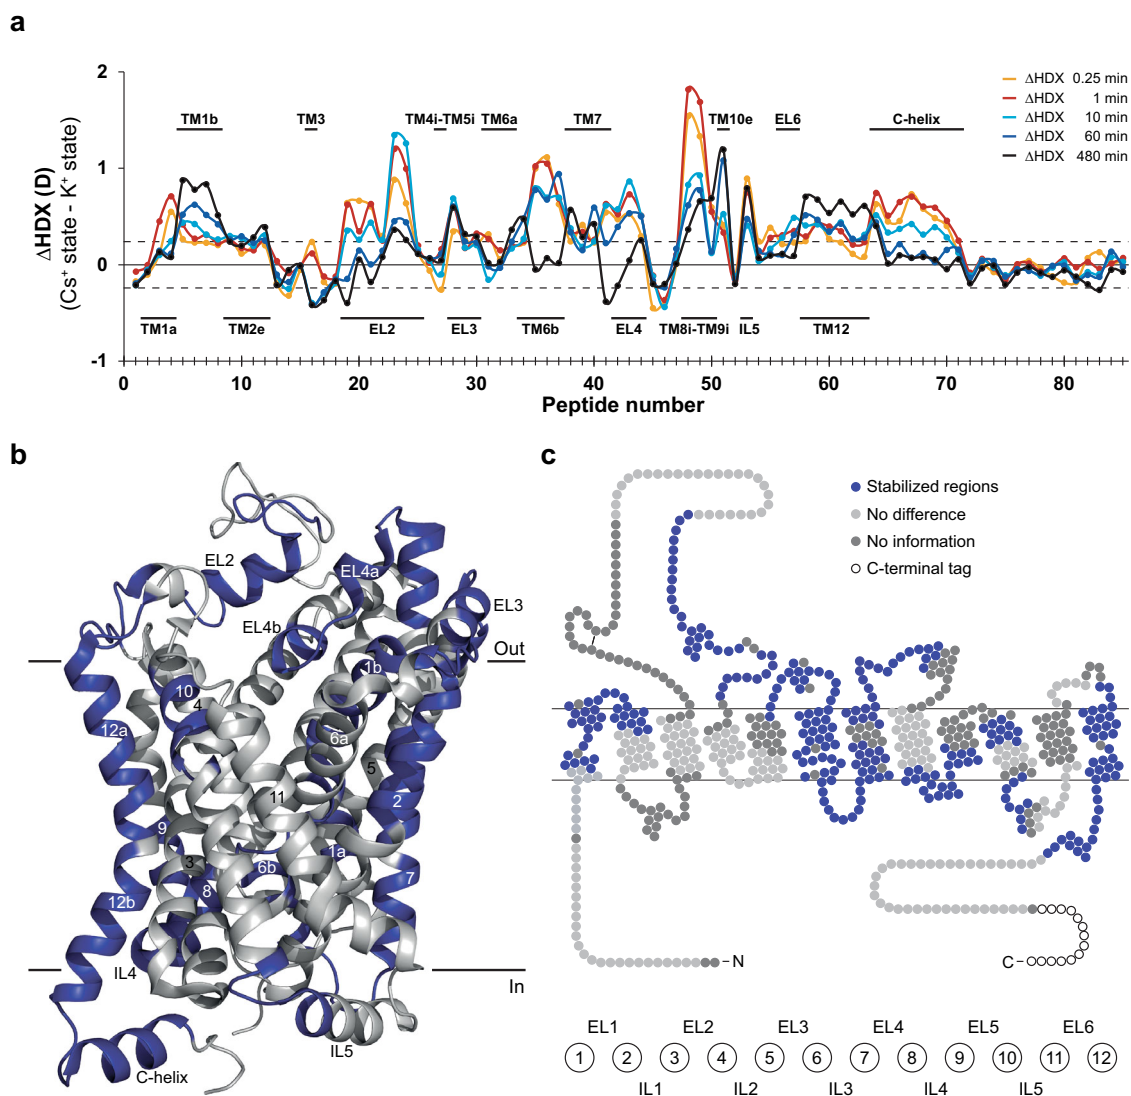 a
ΔHDX (D)
(Cs⁺ state - K⁺ state)
2
1
0
-1
TM1b
TM3
TM4i-TM5i
TM6a
TM7
TM10e
EL6
C-helix
ΔHDX 0.25 min
ΔHDX 1 min
ΔHDX 10 min
ΔHDX 60 min
ΔHDX 480 min
TM1a
TM2e
EL2
EL3
TM6b
EL4
TM8i-TM9i
IL5
TM12
0 1 10 20 30 40 50 60 70 80
Peptide number
b
EL2
EL4a
EL3
EL4b
Out
1b
10
4
12a
6a
5
11
2
9
3
1a
6b
7
8
12b
IL4
In
IL5
C-helix
c
Stabilized regions
No difference
No information
C-terminal tag
N
C
EL1 EL2 EL3 EL4 EL5 EL6
1 2 3 4 5 6 7 8 9 10 11 12
IL1 IL2 IL3 IL4 IL5